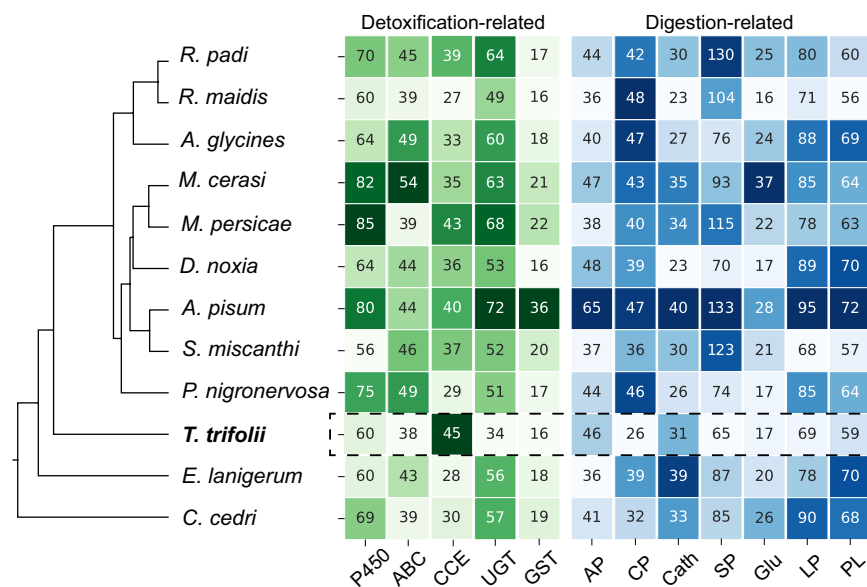 Detoxification-related Digestion-related
R. padi 70 45 39 64 17 44 42 30 130 25 80 60
R. maidis 60 39 27 49 16 36 48 23 104 16 71 56
A. glycines 64 49 33 60 18 40 47 27 76 24 88 69
M. cerasi 82 54 35 63 21 47 43 35 93 37 85 64
M. persicae 85 39 43 68 22 38 40 34 115 22 78 63
D. noxia 64 44 36 53 16 48 39 23 70 17 89 70
A. pisum 80 44 40 72 36 65 47 40 133 28 95 72
S. miscanthi 56 46 37 52 20 37 36 30 123 21 68 57
P. nigronervosa 75 49 29 51 17 44 46 26 74 17 85 64
T. trifolii 60 38 45 34 16 46 26 31 65 17 69 59
E. lanigerum 60 43 28 56 18 36 39 39 87 20 78 70
C. cedri 69 39 30 57 19 41 32 33 85 26 90 68
P450 ABC CCE UGT GST AP CP Cath SP Glu LP PL